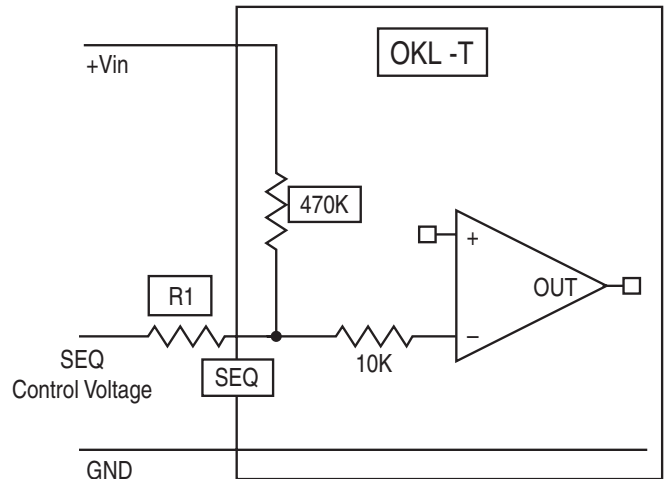 +Vin
OKL -T
470K
+
R1
OUT
–
SEQ
Control Voltage
SEQ
10K
GND